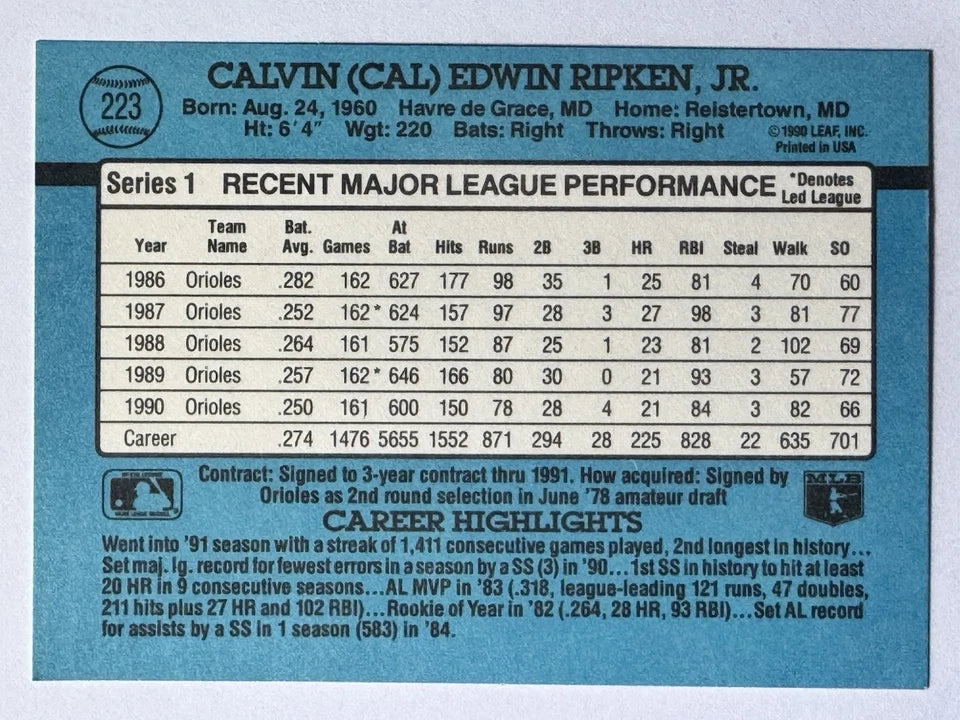 223
CALVIN (CAL) EDWIN RIPKEN, JR.
Born: Aug. 24, 1960 Havre de Grace, MD Home: Reistertown, MD
Ht: 6'4" Wgt: 220 Bats: Right Throws: Right
©1990 LEAF, INC.
Printed in USA
Series 1 RECENT MAJOR LEAGUE PERFORMANCE *Denotes Led League
Year Team Name Bat. Avg. Games At Bat Hits Runs 2B 3B HR RBI Steal Walk SO
1986 Orioles .282 162 627 177 98 35 1 25 81 4 70 60
1987 Orioles .252 162* 624 157 97 28 3 27 98 3 81 77
1988 Orioles .264 161 575 152 87 25 1 23 81 2 102 69
1989 Orioles .257 162* 646 166 80 30 0 21 93 3 57 72
1990 Orioles .250 161 600 150 78 28 4 21 84 3 82 66
Career .274 1476 5655 1552 871 294 28 225 828 22 635 701
Contract: Signed to 3-year contract thru 1991. How acquired: Signed by
Orioles as 2nd round selection in June '78 amateur draft
MLB
CAREER HIGHLIGHTS
Went into '91 season with a streak of 1,411 consecutive games played, 2nd longest in history...
Set maj. lg. record for fewest errors in a season by a SS (3) in '90...1st SS in history to hit at least
20 HR in 9 consecutive seasons...AL MVP in '83 (.318, league-leading 121 runs, 47 doubles,
211 hits plus 27 HR and 102 RBI)...Rookie of Year in '82 (.264, 28 HR, 93 RBI)...Set AL record
for assists by a SS in 1 season (583) in '84.